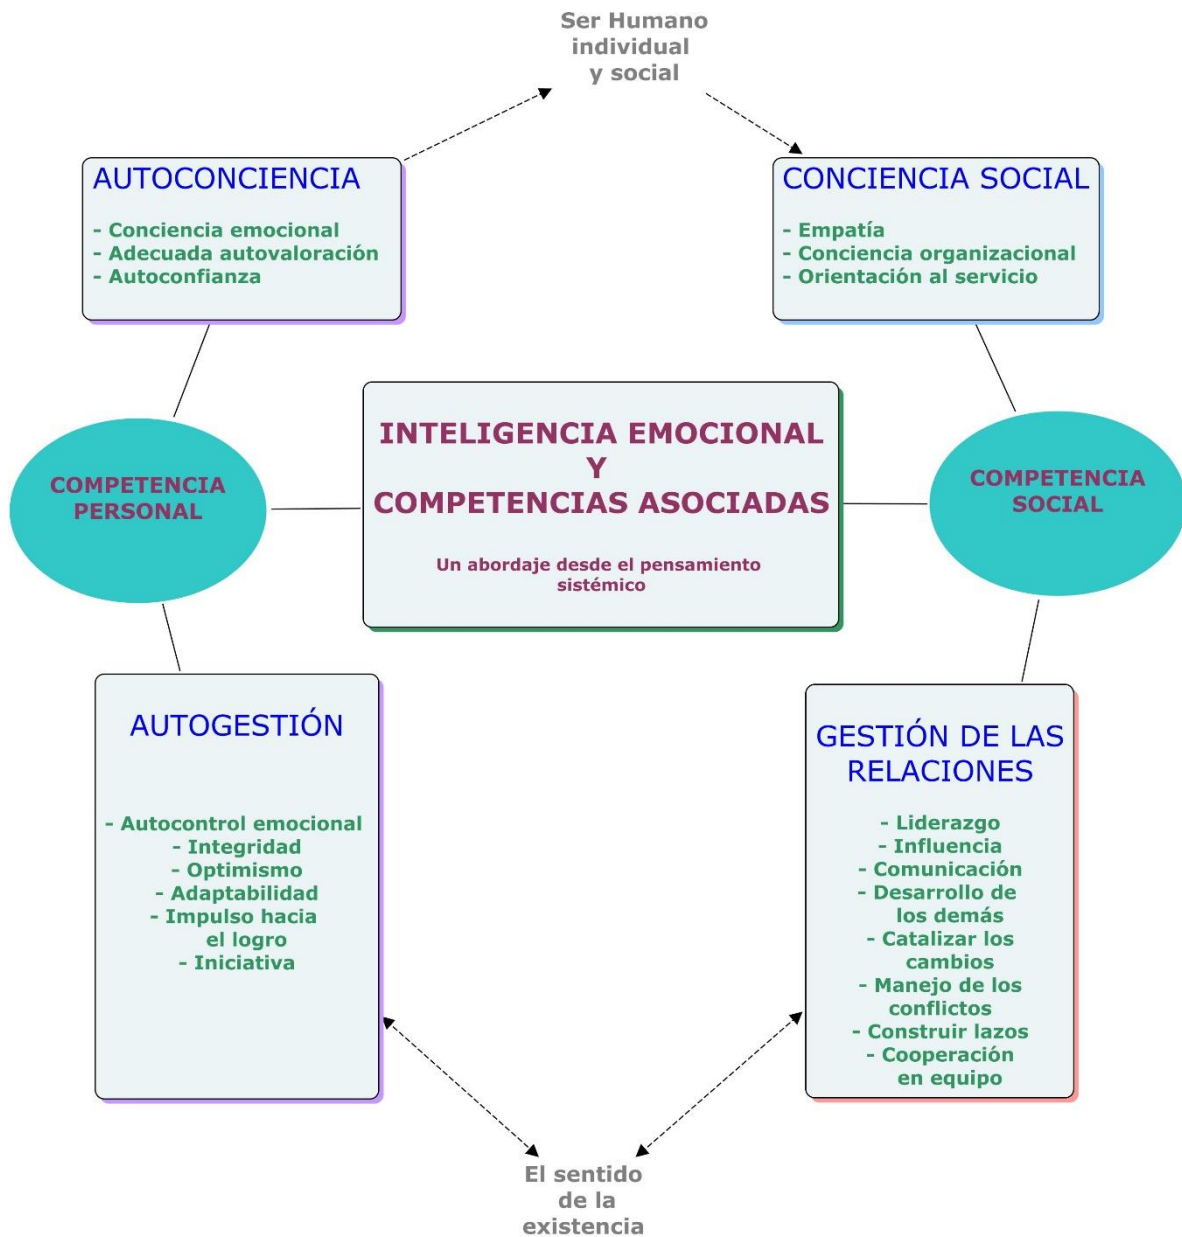 Ser Humano
individual
y social
AUTOCONCIENCIA
- Conciencia emocional
- Adecuada autovaloración
- Autoconfianza
CONCIENCIA SOCIAL
- Empatía
- Conciencia organizacional
- Orientación al servicio
COMPETENCIA
PERSONAL
INTELIGENCIA EMOCIONAL
Y
COMPETENCIAS ASOCIADAS
Un abordaje desde el pensamiento
sistémico
COMPETENCIA
SOCIAL
AUTOGESTIÓN
- Autocontrol emocional
- Integridad
- Optimismo
- Adaptabilidad
- Impulso hacia
el logro
- Iniciativa
GESTIÓN DE LAS
RELACIONES
- Liderazgo
- Influencia
- Comunicación
- Desarrollo de
los demás
- Catalizar los
cambios
- Manejo de los
conflictos
- Construir lazos
- Cooperación
en equipo
El sentido
de la
existencia